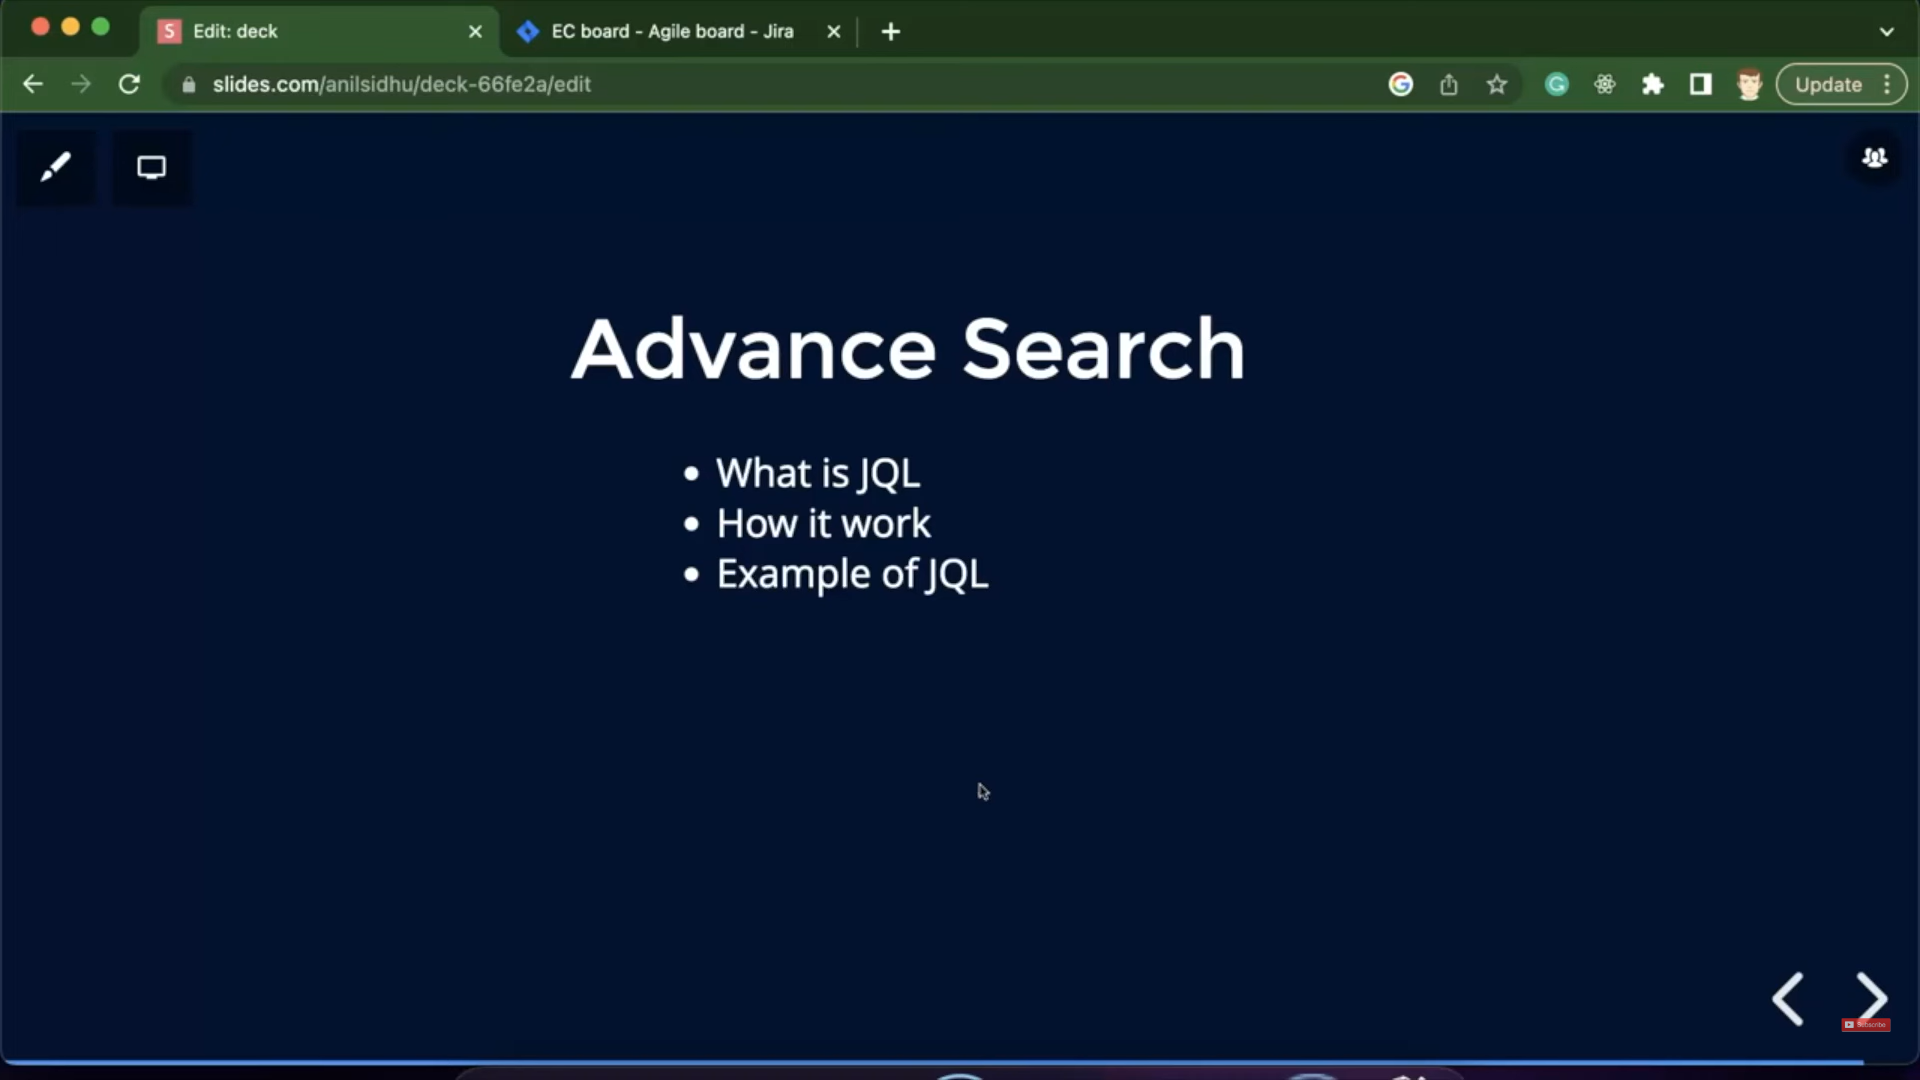 S Edit: deck
EC board - Agile board - Jira
slides.com/anilsidhu/deck-66fe2a/edit
Update
Advance Search
• What is JQL
• How it work
• Example of JQL
Subscribe